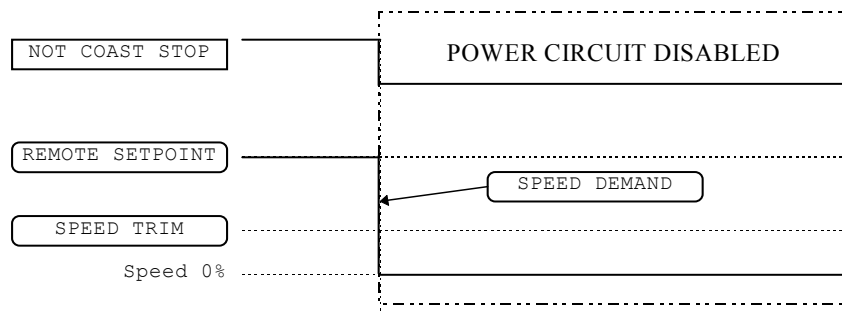 NOT COAST STOP
POWER CIRCUIT DISABLED
REMOTE SETPOINT
SPEED DEMAND
SPEED TRIM
Speed 0%